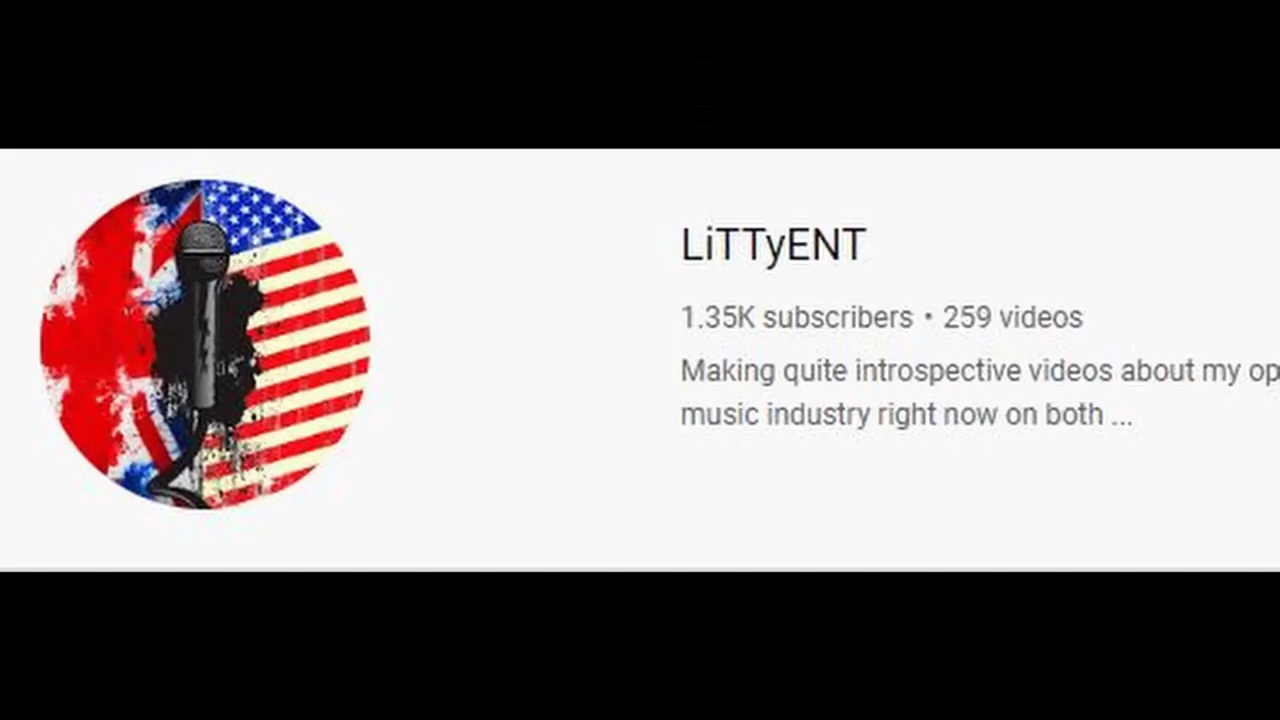 LiTTyENT
1.35K subscribers • 259 videos
Making quite introspective videos about my op
music industry right now on both ...